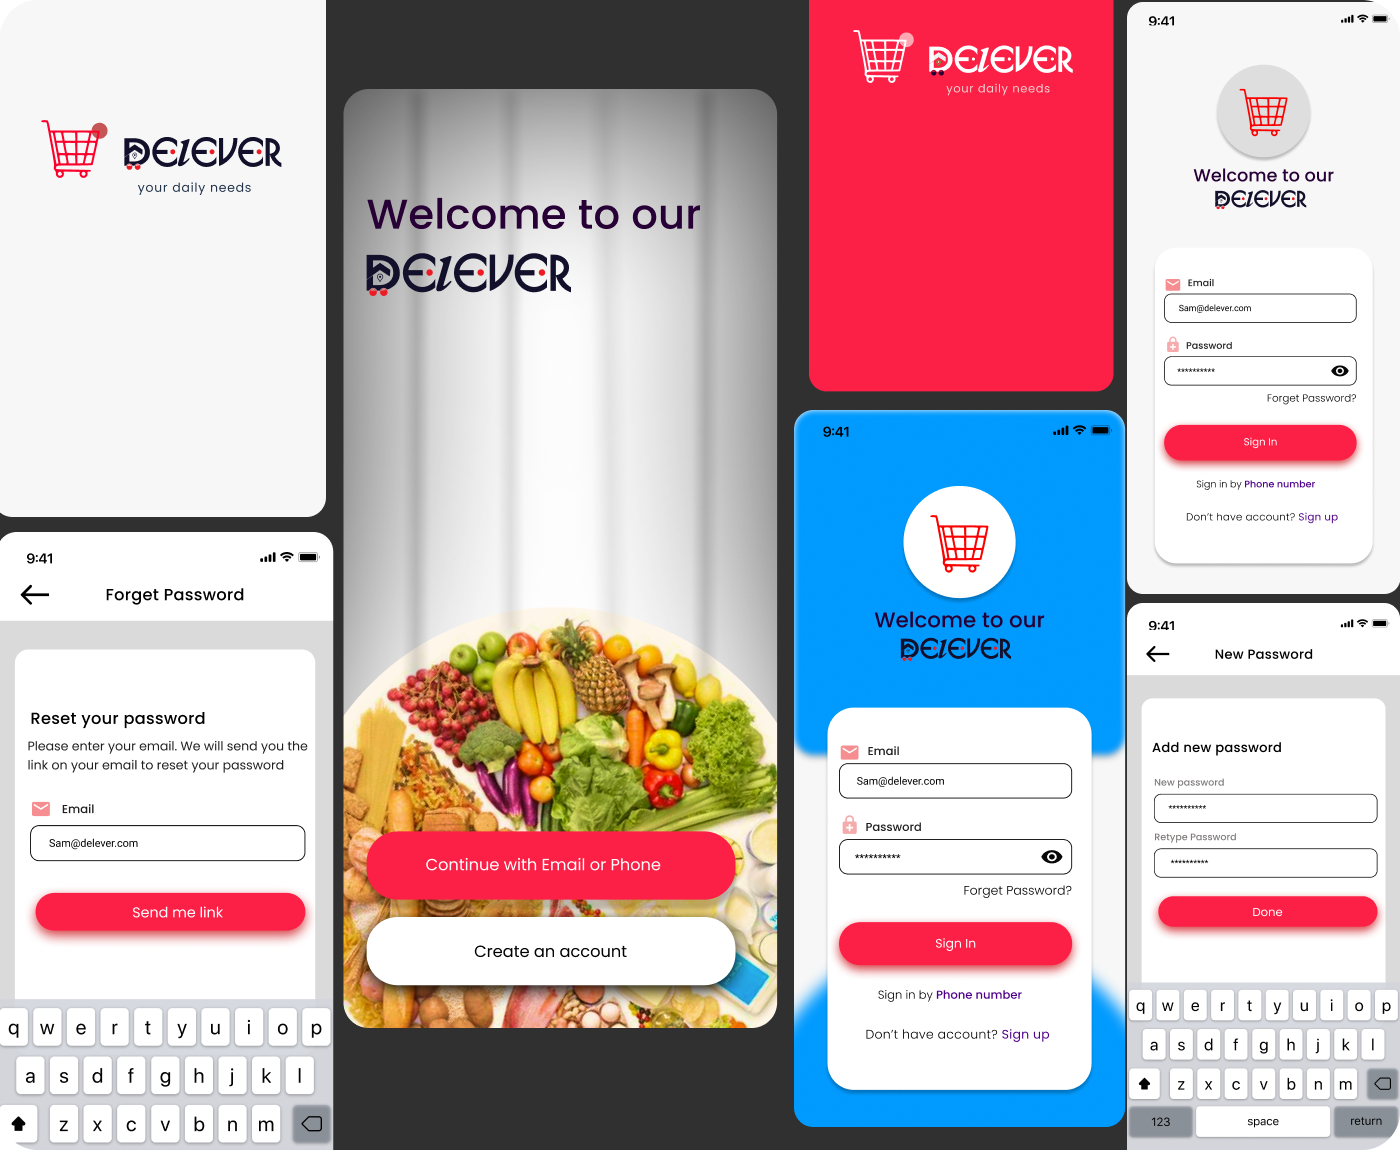 DElEVER
your daily needs
9:41
Forget Password
Reset your password
Please enter your email. We will send you the
link on your email to reset your password
Email
Sam@delever.com
Send me link
q w e r t y u i o p
a s d f g h j k l
z x c v b n m
Welcome to our
DElEVER
Continue with Email or Phone
Create an account
DElEVER
your daily needs
9:41
Welcome to our
DElEVER
Email
Sam@delever.com
Password
**********
Forget Password?
Sign In
Sign in by Phone number
Don't have account? Sign up
9:41
Welcome to our
DElEVER
Email
Sam@delever.com
Password
**********
Forget Password?
Sign In
Sign in by Phone number
Don't have account? Sign up
9:41
New Password
Add new password
New password
**********
Retype Password
**********
Done
q w e r t y u i o p
a s d f g h j k l
z x c v b n m
123 space return